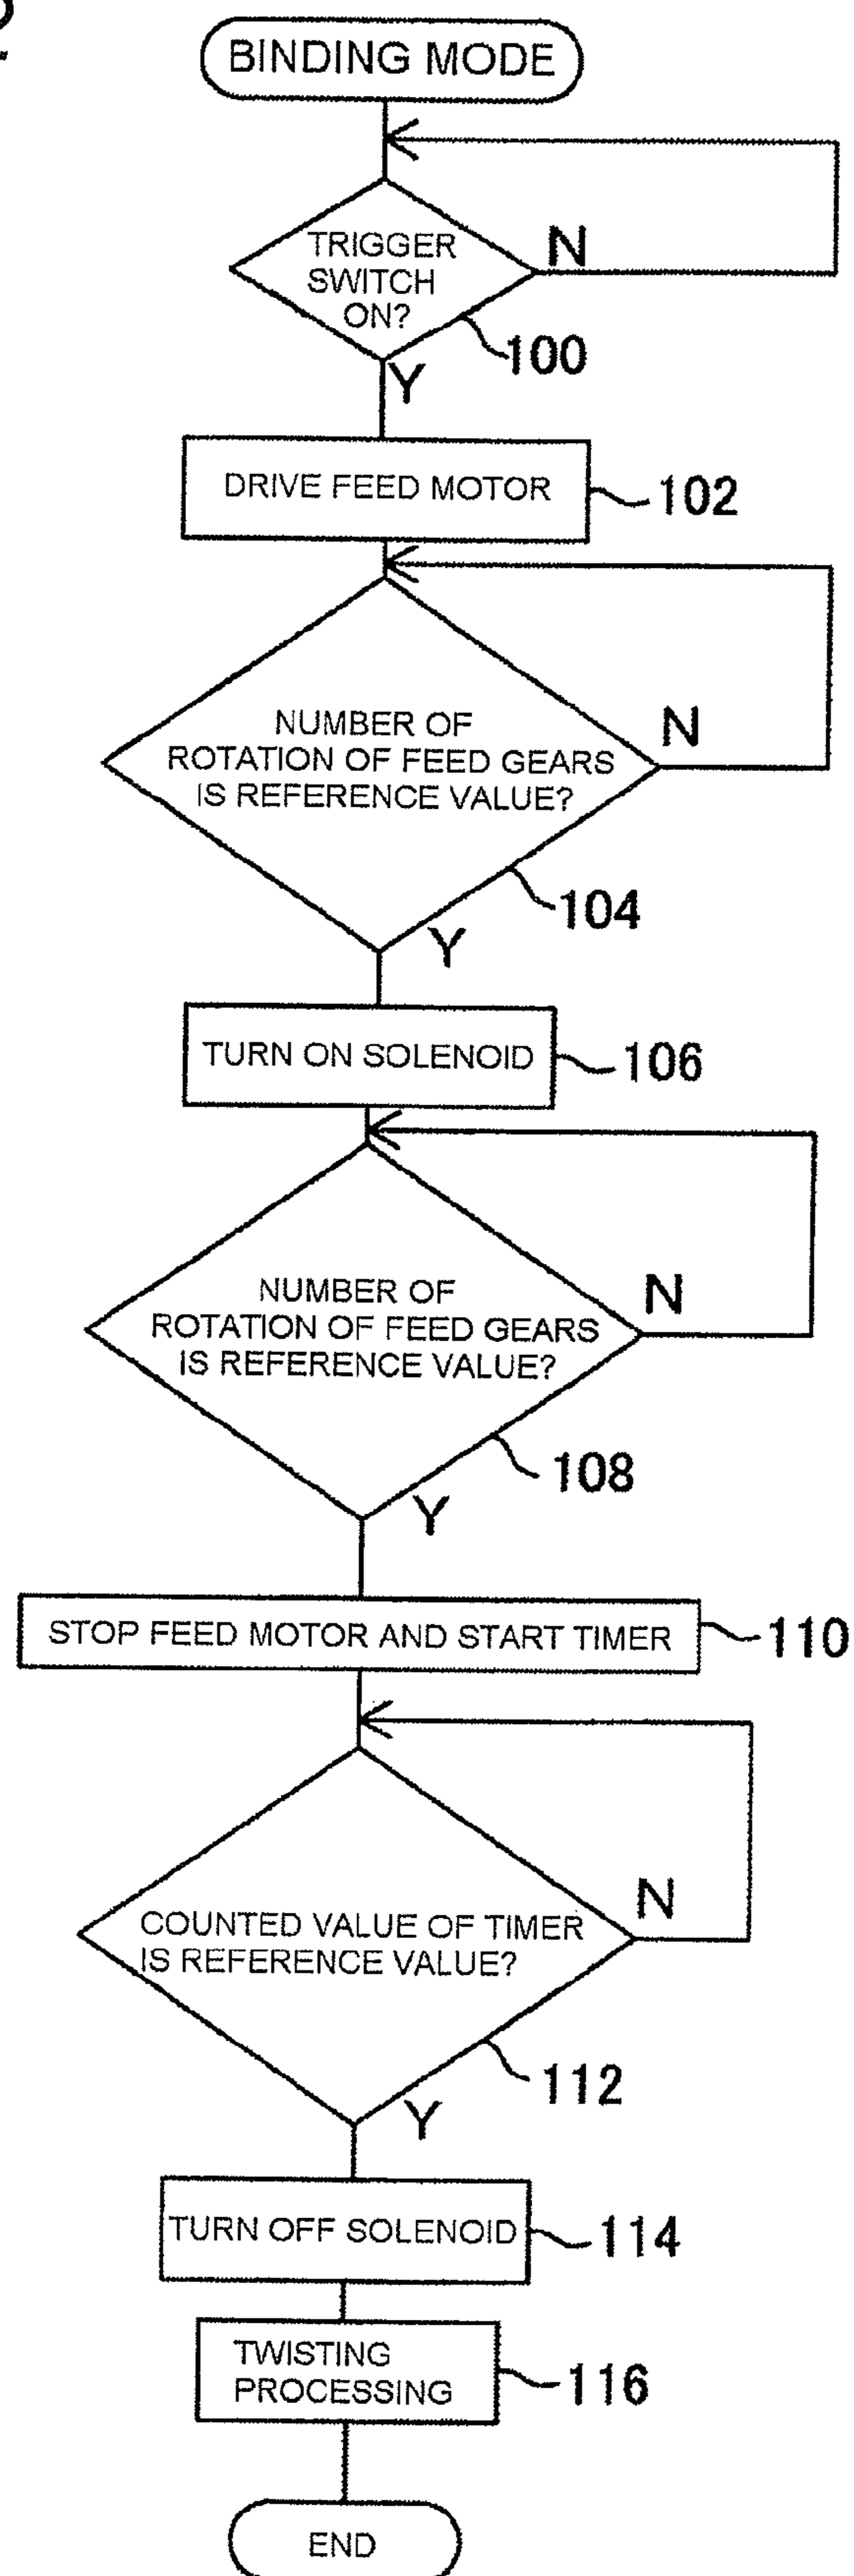 BINDING MODE
TRIGGER
SWITCH
ON?
N
100
Y
DRIVE FEED MOTOR
102
NUMBER OF
ROTATION OF FEED GEARS
IS REFERENCE VALUE?
N
104
Y
TURN ON SOLENOID
106
NUMBER OF
ROTATION OF FEED GEARS
IS REFERENCE VALUE?
N
108
Y
STOP FEED MOTOR AND START TIMER
110
COUNTED VALUE OF TIMER
IS REFERENCE VALUE?
N
112
Y
TURN OFF SOLENOID
114
TWISTING
PROCESSING
116
END